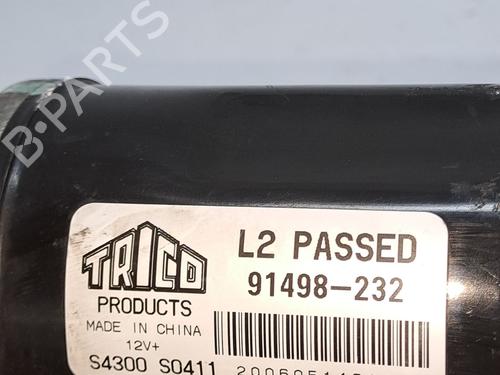 B-PARTS
TRICO
PRODUCTS
MADE IN CHINA
12V+
S4300 S0411
L2 PASSED
91498-232